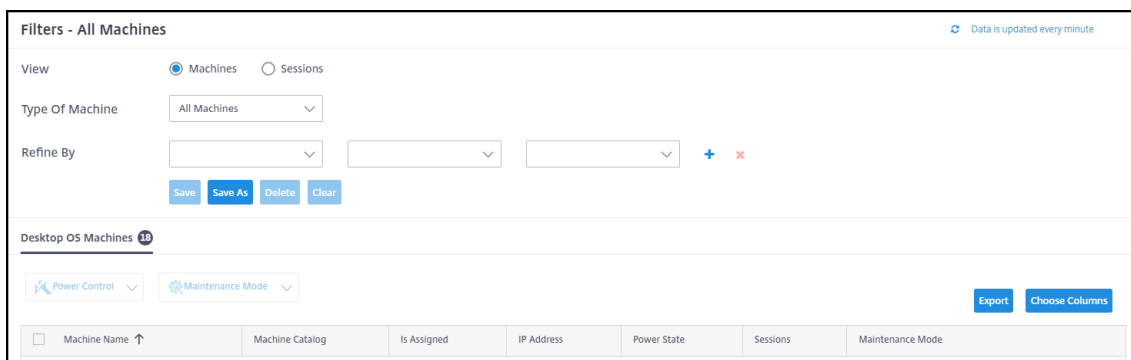 Filters - All Machines
Data is updated every minute
View
Machines
Sessions
Type Of Machine
All Machines
Refine By
Save
Save As
Delete
Clear
Desktop OS Machines 18
Power Control
Maintenance Mode
Export
Choose Columns
Machine Name
Machine Catalog
Is Assigned
IP Address
Power State
Sessions
Maintenance Mode